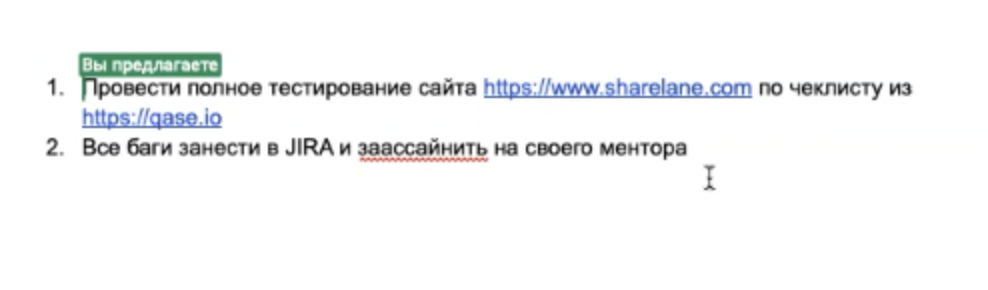 Вы предлагаете
1. Провести полное тестирование сайта https://www.sharelane.com по чеклисту из
https://qase.io
2. Все баги занести в JIRA и заассайнить на своего ментора